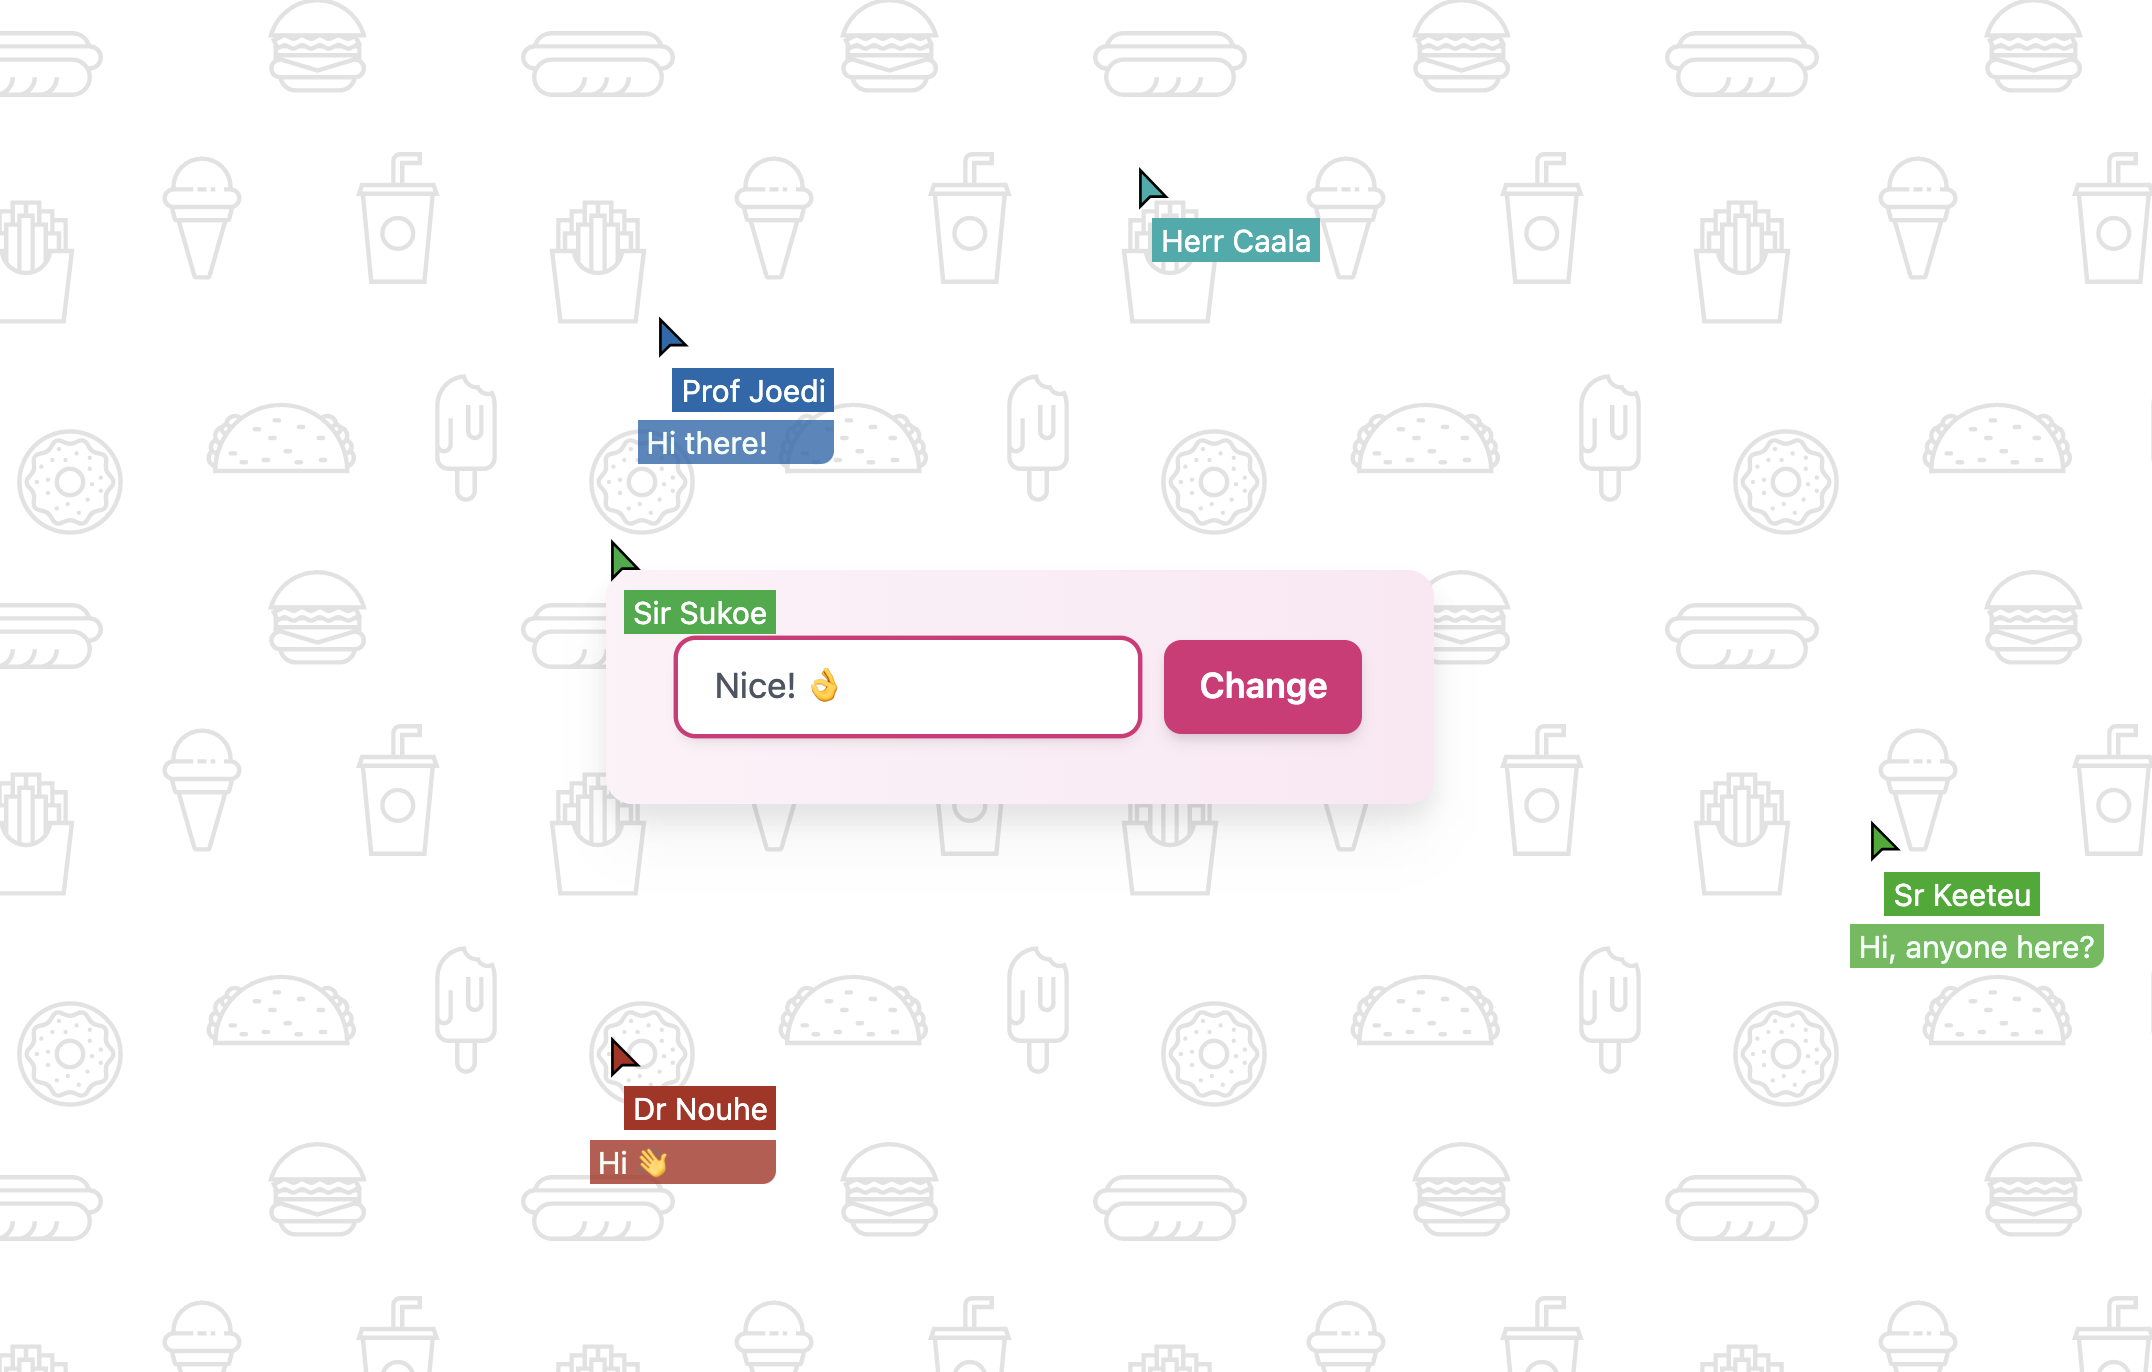 Herr Caala
Prof Joedi
Hi there!
Sir Sukoe
Nice! 👌
Change
Sr Keeteu
Hi, anyone here?
Dr Nouhe
Hi 👋